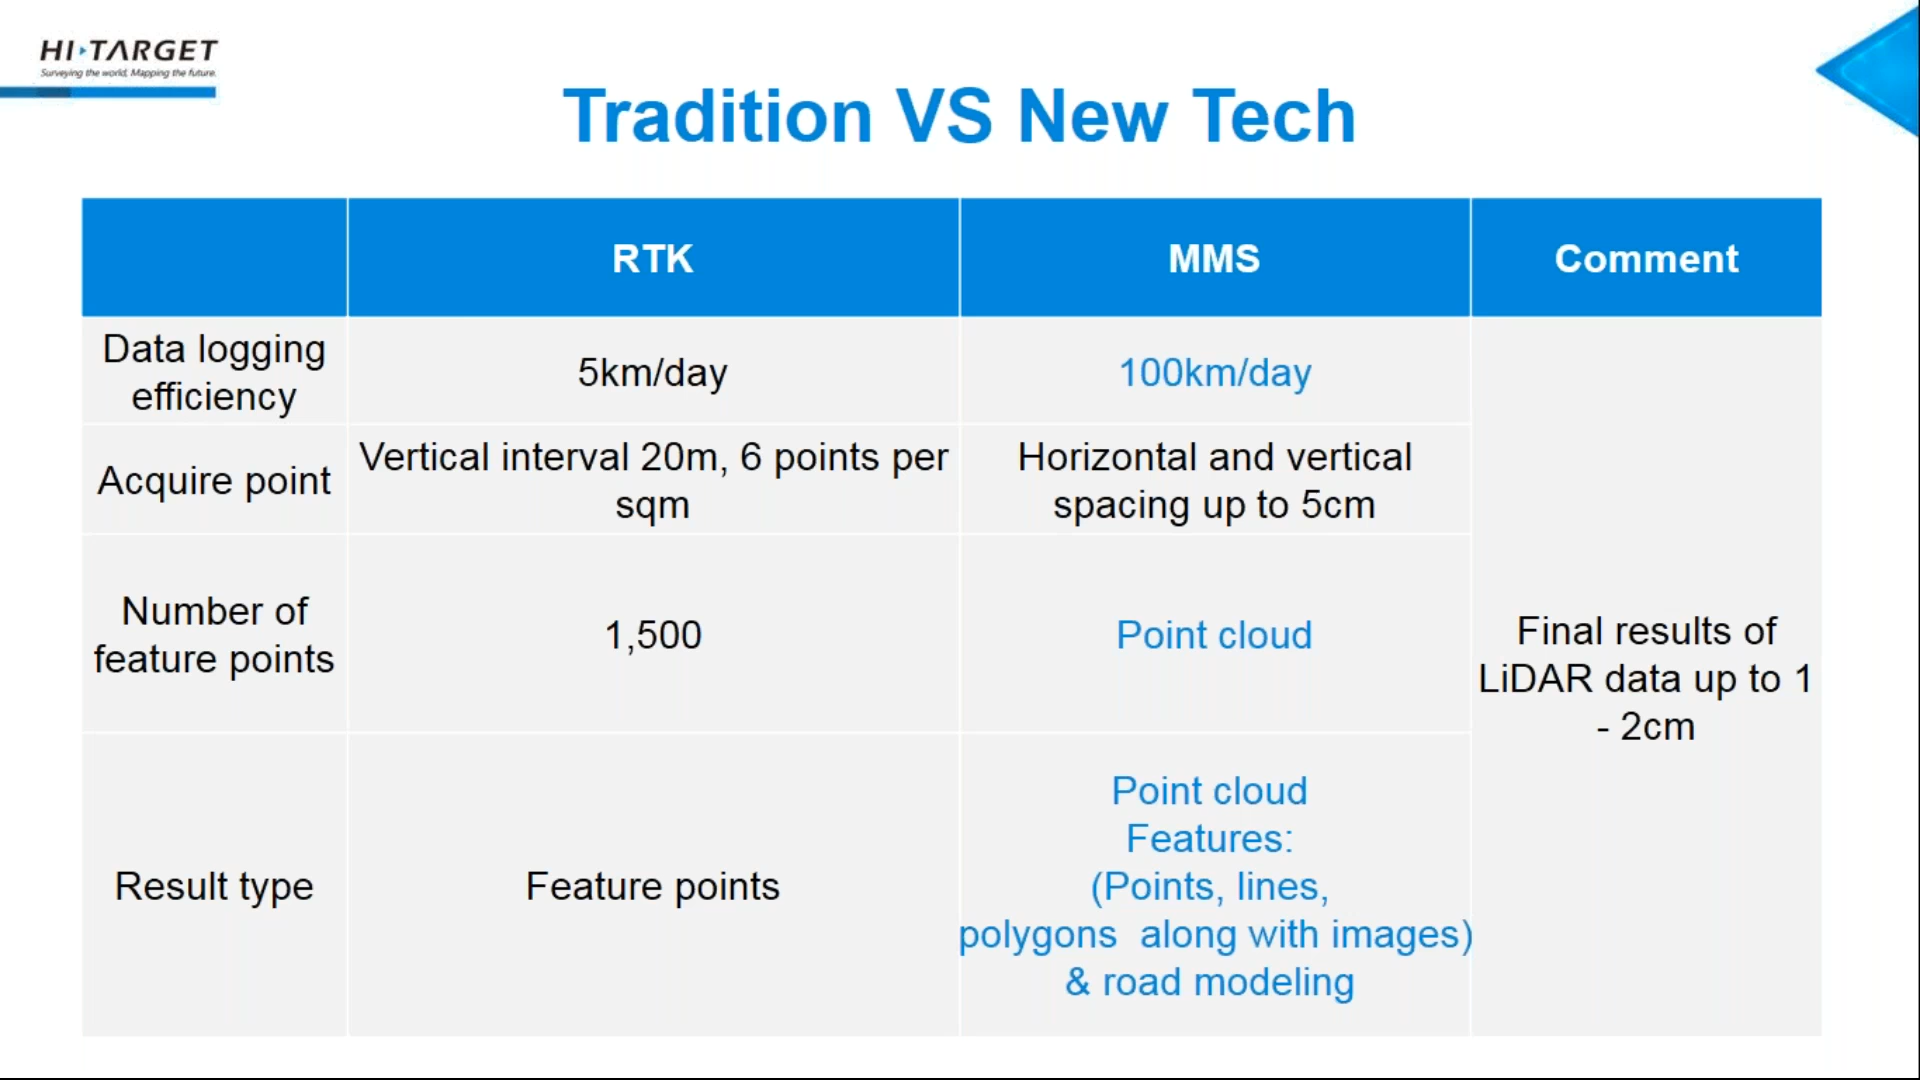 HI-TARGET
Surveying the world, Mapping the future.
Tradition VS New Tech
RTK
MMS
Comment
Data logging
efficiency
5km/day
100km/day
Acquire point
Vertical interval 20m, 6 points per
sqm
Horizontal and vertical
spacing up to 5cm
Number of
feature points
1,500
Point cloud
Result type
Feature points
Point cloud
Features:
(Points, lines,
polygons  along with images)
& road modeling
Final results of
LiDAR data up to 1
- 2cm